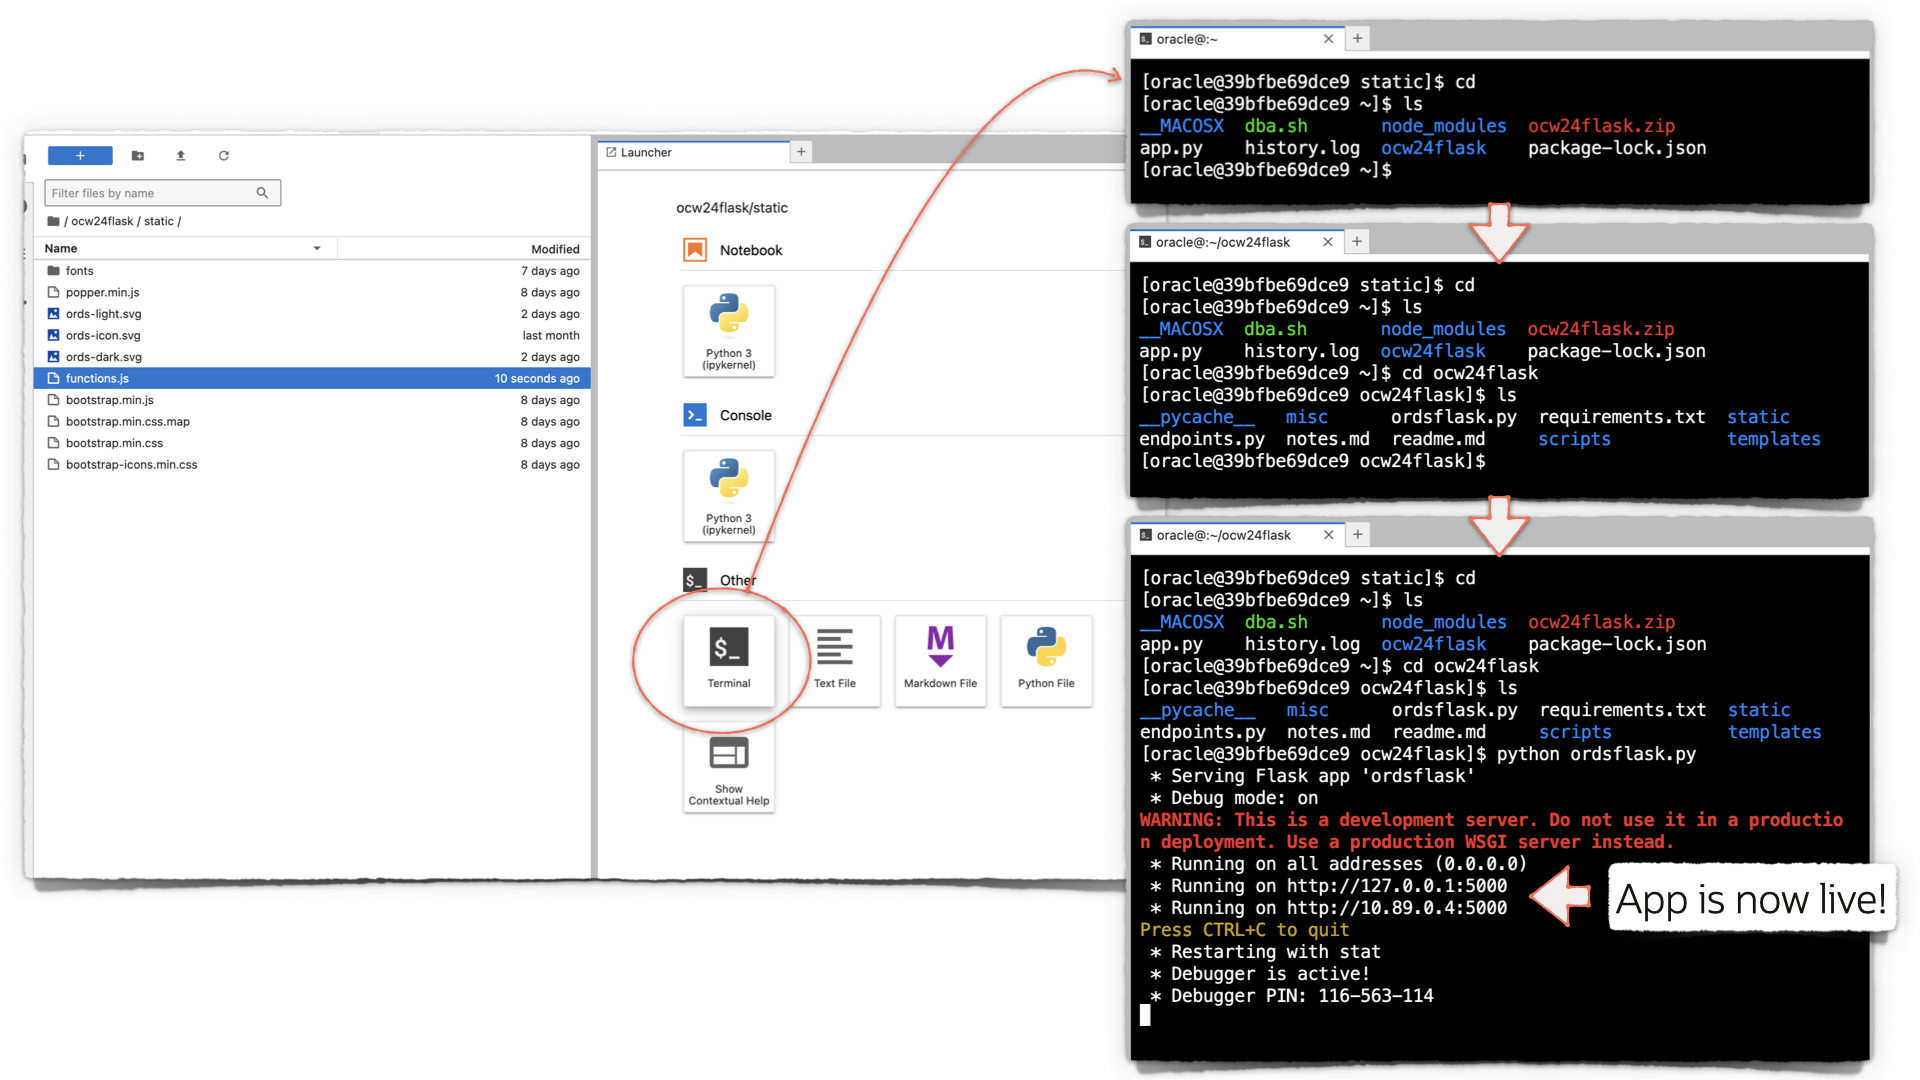 +
Filter files by name
/ ocw24flask / static /
Name Modified
fonts 7 days ago
popper.min.js 8 days ago
ords-light.svg 2 days ago
ords-icon.svg last month
ords-dark.svg 2 days ago
functions.js 10 seconds ago
bootstrap.min.js 8 days ago
bootstrap.min.css.map 8 days ago
bootstrap.min.css 8 days ago
bootstrap-icons.min.css 8 days ago
Launcher +
ocw24flask/static
Notebook
Python 3
(ipykernel)
>_ Console
Python 3
(ipykernel)
$_ Other
$_
Terminal
Text File
M
Markdown File
Python File
Show
Contextual Help
oracle@:~ × +
[oracle@39bfbe69dce9 static]$ cd
[oracle@39bfbe69dce9 ~]$ ls
__MACOSX dba.sh node_modules ocw24flask.zip
app.py history.log ocw24flask package-lock.json
[oracle@39bfbe69dce9 ~]$
oracle@:~/ocw24flask × +
[oracle@39bfbe69dce9 static]$ cd
[oracle@39bfbe69dce9 ~]$ ls
__MACOSX dba.sh node_modules ocw24flask.zip
app.py history.log ocw24flask package-lock.json
[oracle@39bfbe69dce9 ~]$ cd ocw24flask
[oracle@39bfbe69dce9 ocw24flask]$ ls
__pycache__ misc ordsflask.py requirements.txt static
endpoints.py notes.md readme.md scripts templates
[oracle@39bfbe69dce9 ocw24flask]$
oracle@:~/ocw24flask × +
[oracle@39bfbe69dce9 static]$ cd
[oracle@39bfbe69dce9 ~]$ ls
__MACOSX dba.sh node_modules ocw24flask.zip
app.py history.log ocw24flask package-lock.json
[oracle@39bfbe69dce9 ~]$ cd ocw24flask
[oracle@39bfbe69dce9 ocw24flask]$ ls
__pycache__ misc ordsflask.py requirements.txt static
endpoints.py notes.md readme.md scripts templates
[oracle@39bfbe69dce9 ocw24flask]$ python ordsflask.py
* Serving Flask app 'ordsflask'
* Debug mode: on
WARNING: This is a development server. Do not use it in a productio
n deployment. Use a production WSGI server instead.
* Running on all addresses (0.0.0.0)
* Running on http://127.0.0.1:5000
* Running on http://10.89.0.4:5000
Press CTRL+C to quit
* Restarting with stat
* Debugger is active!
* Debugger PIN: 116-563-114
App is now live!